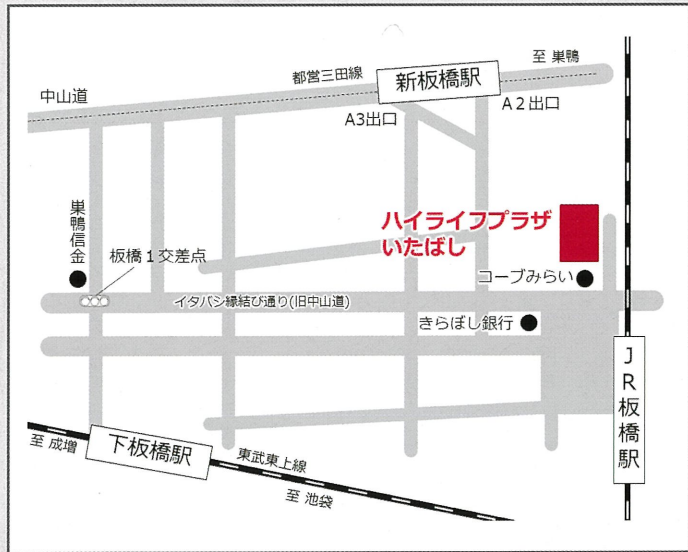 至 巣鴨
都営三田線
新板橋駅
中山道
A2出口
A3出口
巣鴨信金
ハイライフプラザ
いたばし
板橋1交差点
コープみらい
イタバシ縁結び通り(旧中山道)
きらぼし銀行
JR板橋駅
至 成増
下板橋駅
東武東上線
至 池袋